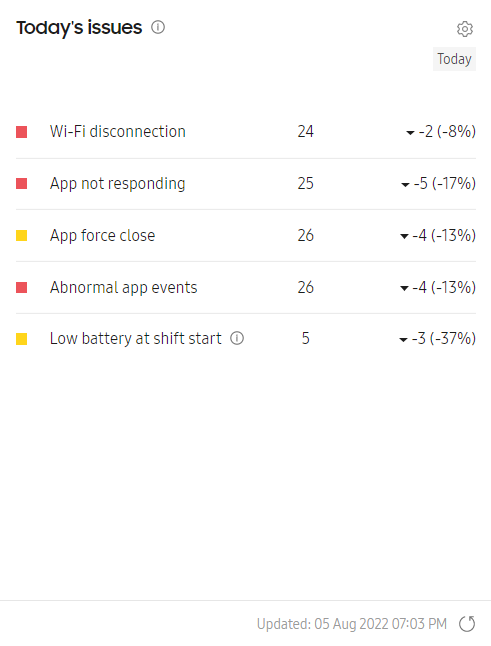 Today's issues
Today
Wi-Fi disconnection 24 -2 (-8%)
App not responding 25 -5 (-17%)
App force close 26 -4 (-13%)
Abnormal app events 26 -4 (-13%)
Low battery at shift start 5 -3 (-37%)
Updated: 05 Aug 2022 07:03 PM